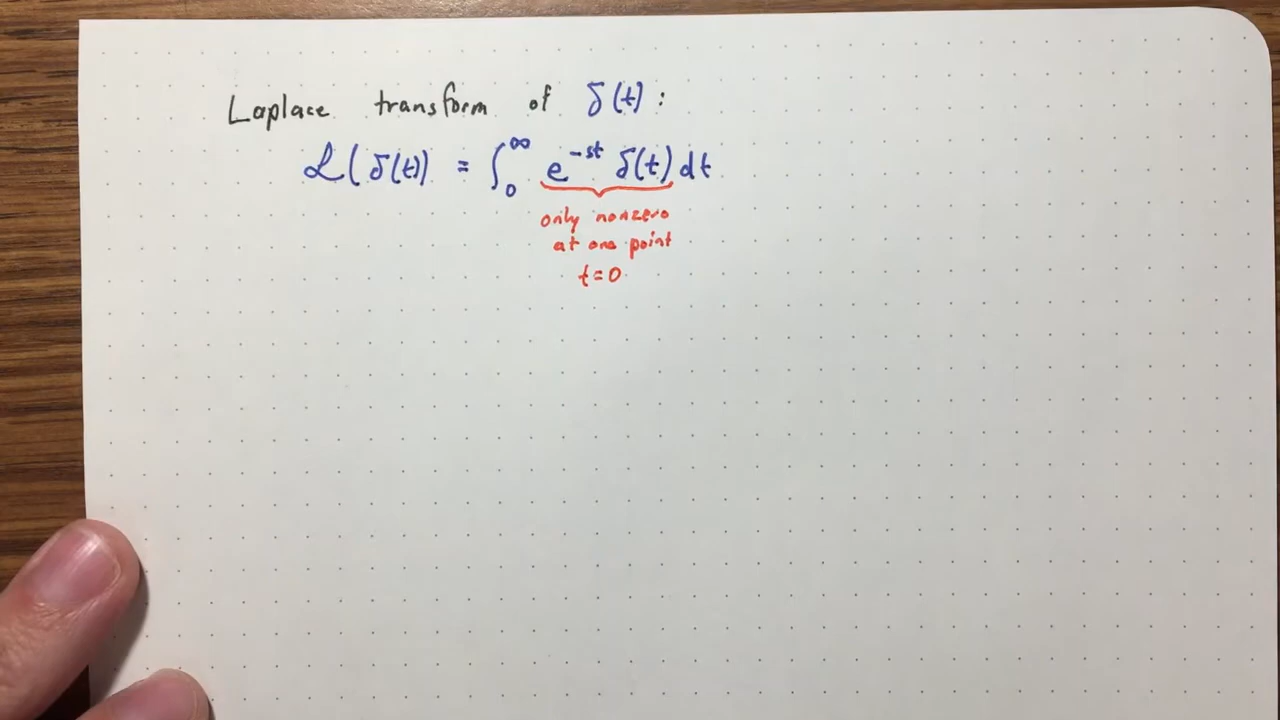 Laplace transform of δ(t):
ℒ(δ(t)) = ∫₀^∞ e^{-st} δ(t) dt
only nonzero
at one point
t=0